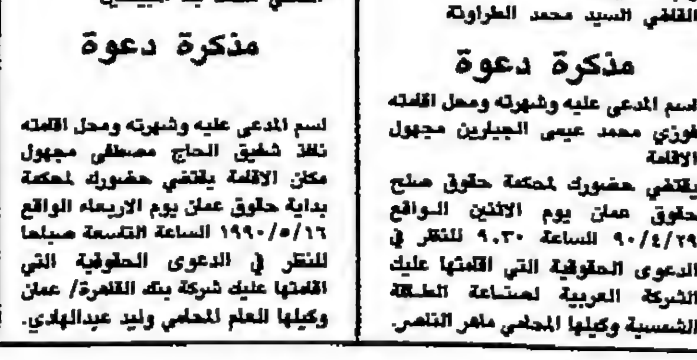 القاضي السيد محمد الطراونة
مذكرة دعوة
اسم المدعى عليه وشهرته ومحل اقامته
فوزي محمد عيسى الجبارين مجهول
الاقامة
يقتضي حضورك لمحكمة حقوق صلح
حقوق عمان يوم الاثنين الواقع
٩٠/٤/٢٩ الساعة ٩،٣٠ للنظر في
الدعوى الحقوقية التي اقامتها عليك
الشركة العربية لصناعة الطاقة
الشمسية وكيلها المحامي ماهر الناصر.
مذكرة دعوة
اسم المدعى عليه وشهرته ومحل اقامته
نافذ شفيق الحاج مصطفى مجهول
مكان الاقامة يقتضي حضورك لمحكمة
بداية حقوق عمان يوم الاربعاء الواقع
١٩٩٠/٥/١٦ الساعة التاسعة صباحا
للنظر في الدعوى الحقوقية التي
اقامتها عليك شركة بنك القاهرة/ عمان
وكيلها العام المحامي وليد عبدالهادي.